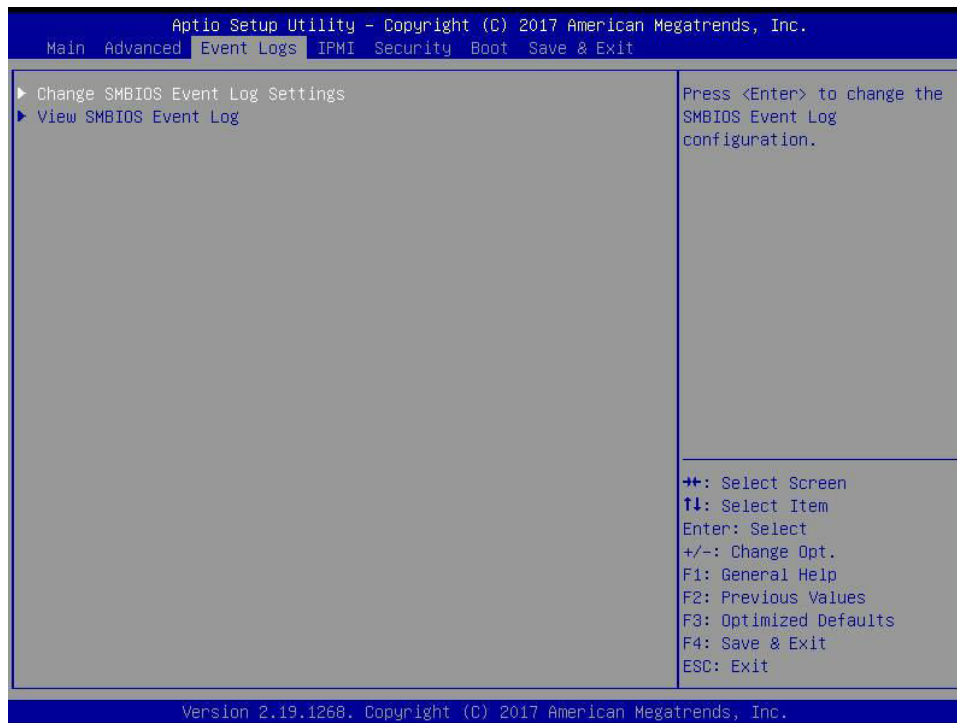 Aptio Setup Utility – Copyright (C) 2017 American Megatrends, Inc.
Main Advanced Event Logs IPMI Security Boot Save & Exit
▶ Change SMBIOS Event Log Settings
▶ View SMBIOS Event Log
Press <Enter> to change the
SMBIOS Event Log
configuration.
→←: Select Screen
↑↓: Select Item
Enter: Select
+/-: Change Opt.
F1: General Help
F2: Previous Values
F3: Optimized Defaults
F4: Save & Exit
ESC: Exit
Version 2.19.1268. Copyright (C) 2017 American Megatrends, Inc.